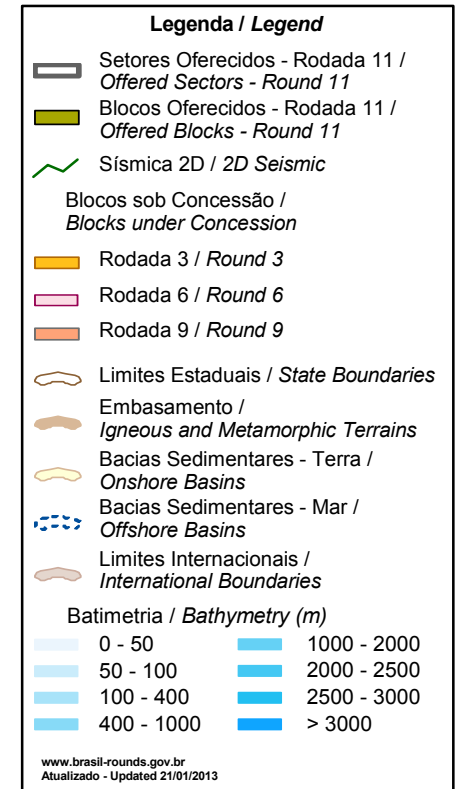 Legenda / Legend
Setores Oferecidos - Rodada 11 /
Offered Sectors - Round 11
Blocos Oferecidos - Rodada 11 /
Offered Blocks - Round 11
Sísmica 2D / 2D Seismic
Blocos sob Concessão /
Blocks under Concession
Rodada 3 / Round 3
Rodada 6 / Round 6
Rodada 9 / Round 9
Limites Estaduais / State Boundaries
Embasamento /
Igneous and Metamorphic Terrains
Bacias Sedimentares - Terra /
Onshore Basins
Bacias Sedimentares - Mar /
Offshore Basins
Limites Internacionais /
International Boundaries
Batimetria / Bathymetry (m)
0 - 50 1000 - 2000
50 - 100 2000 - 2500
100 - 400 2500 - 3000
400 - 1000 > 3000
www.brasil-rounds.gov.br
Atualizado - Updated 21/01/2013